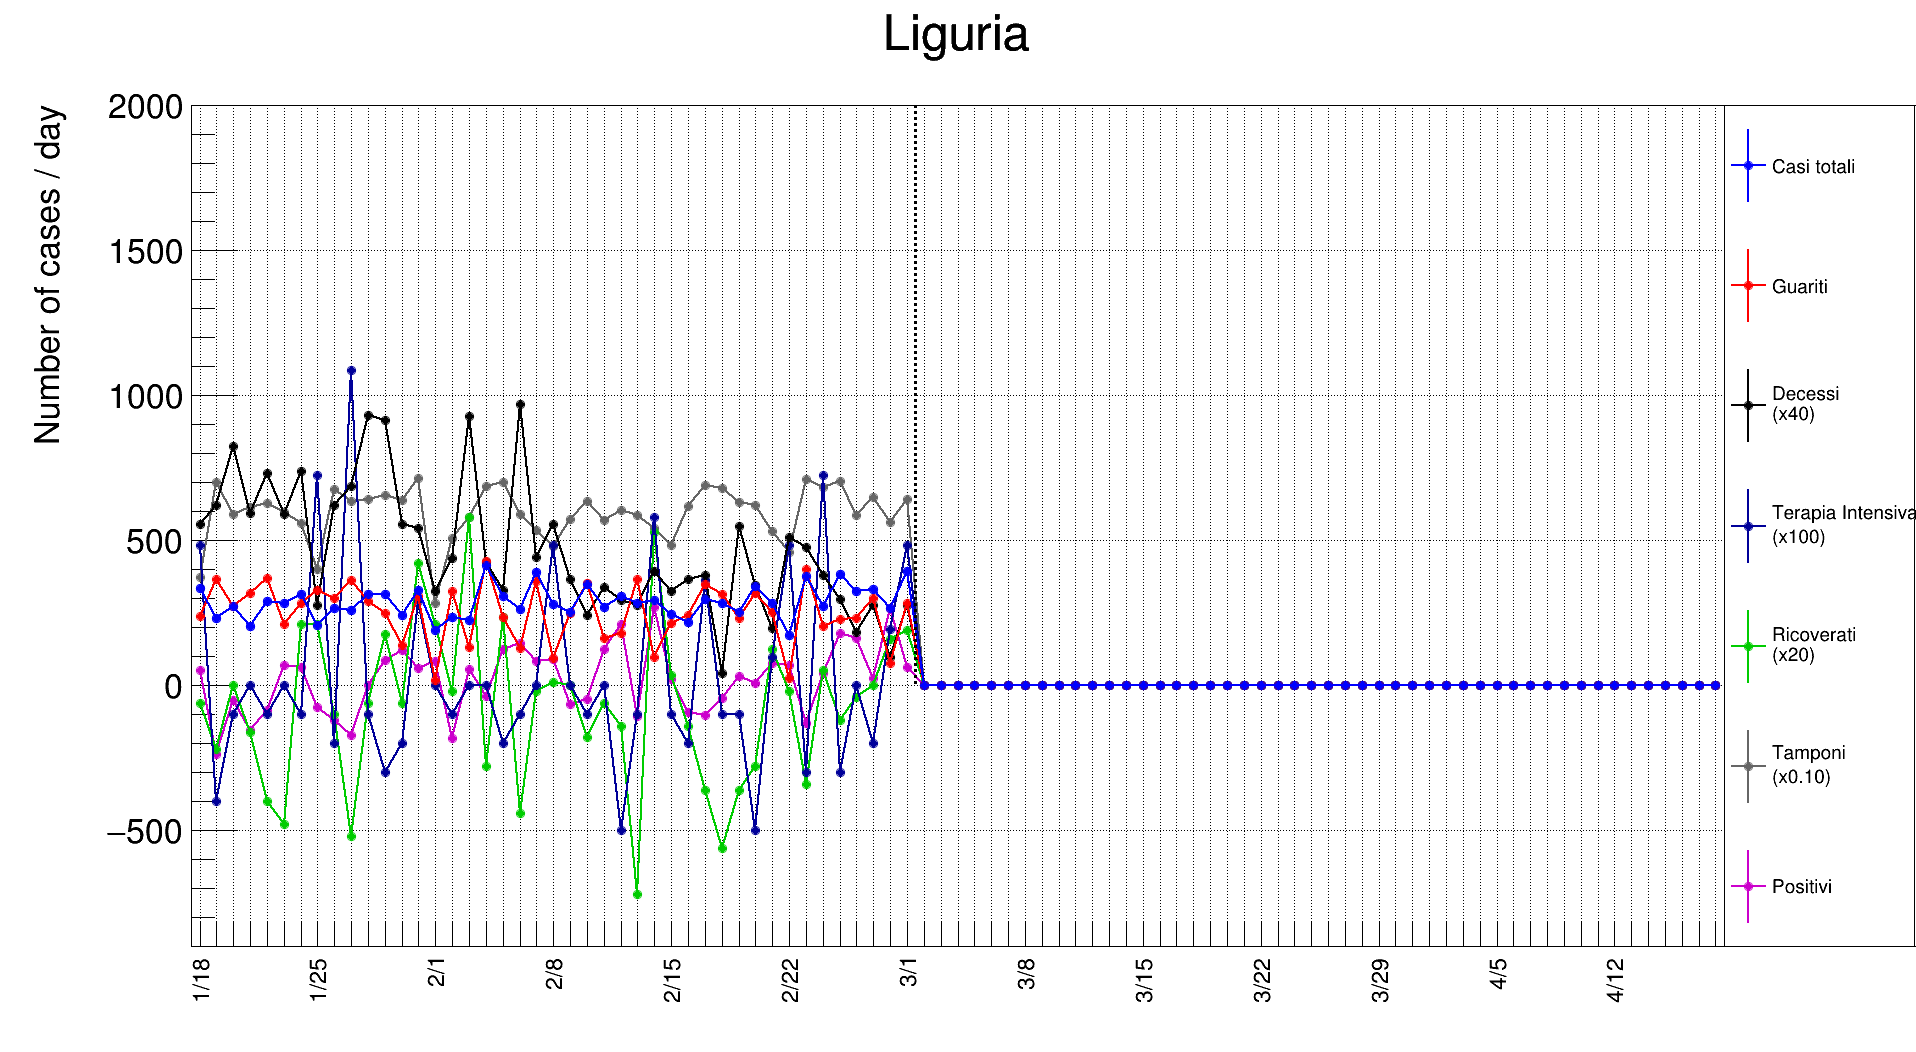 Liguria
Number of cases / day
2000
1500
1000
500
0
−500
1/18
1/25
2/1
2/8
2/15
2/22
3/1
3/8
3/15
3/22
3/29
4/5
4/12
Casi totali
Guariti
Decessi
(x40)
Terapia Intensiva
(x100)
Ricoverati
(x20)
Tamponi
(x0.10)
Positivi